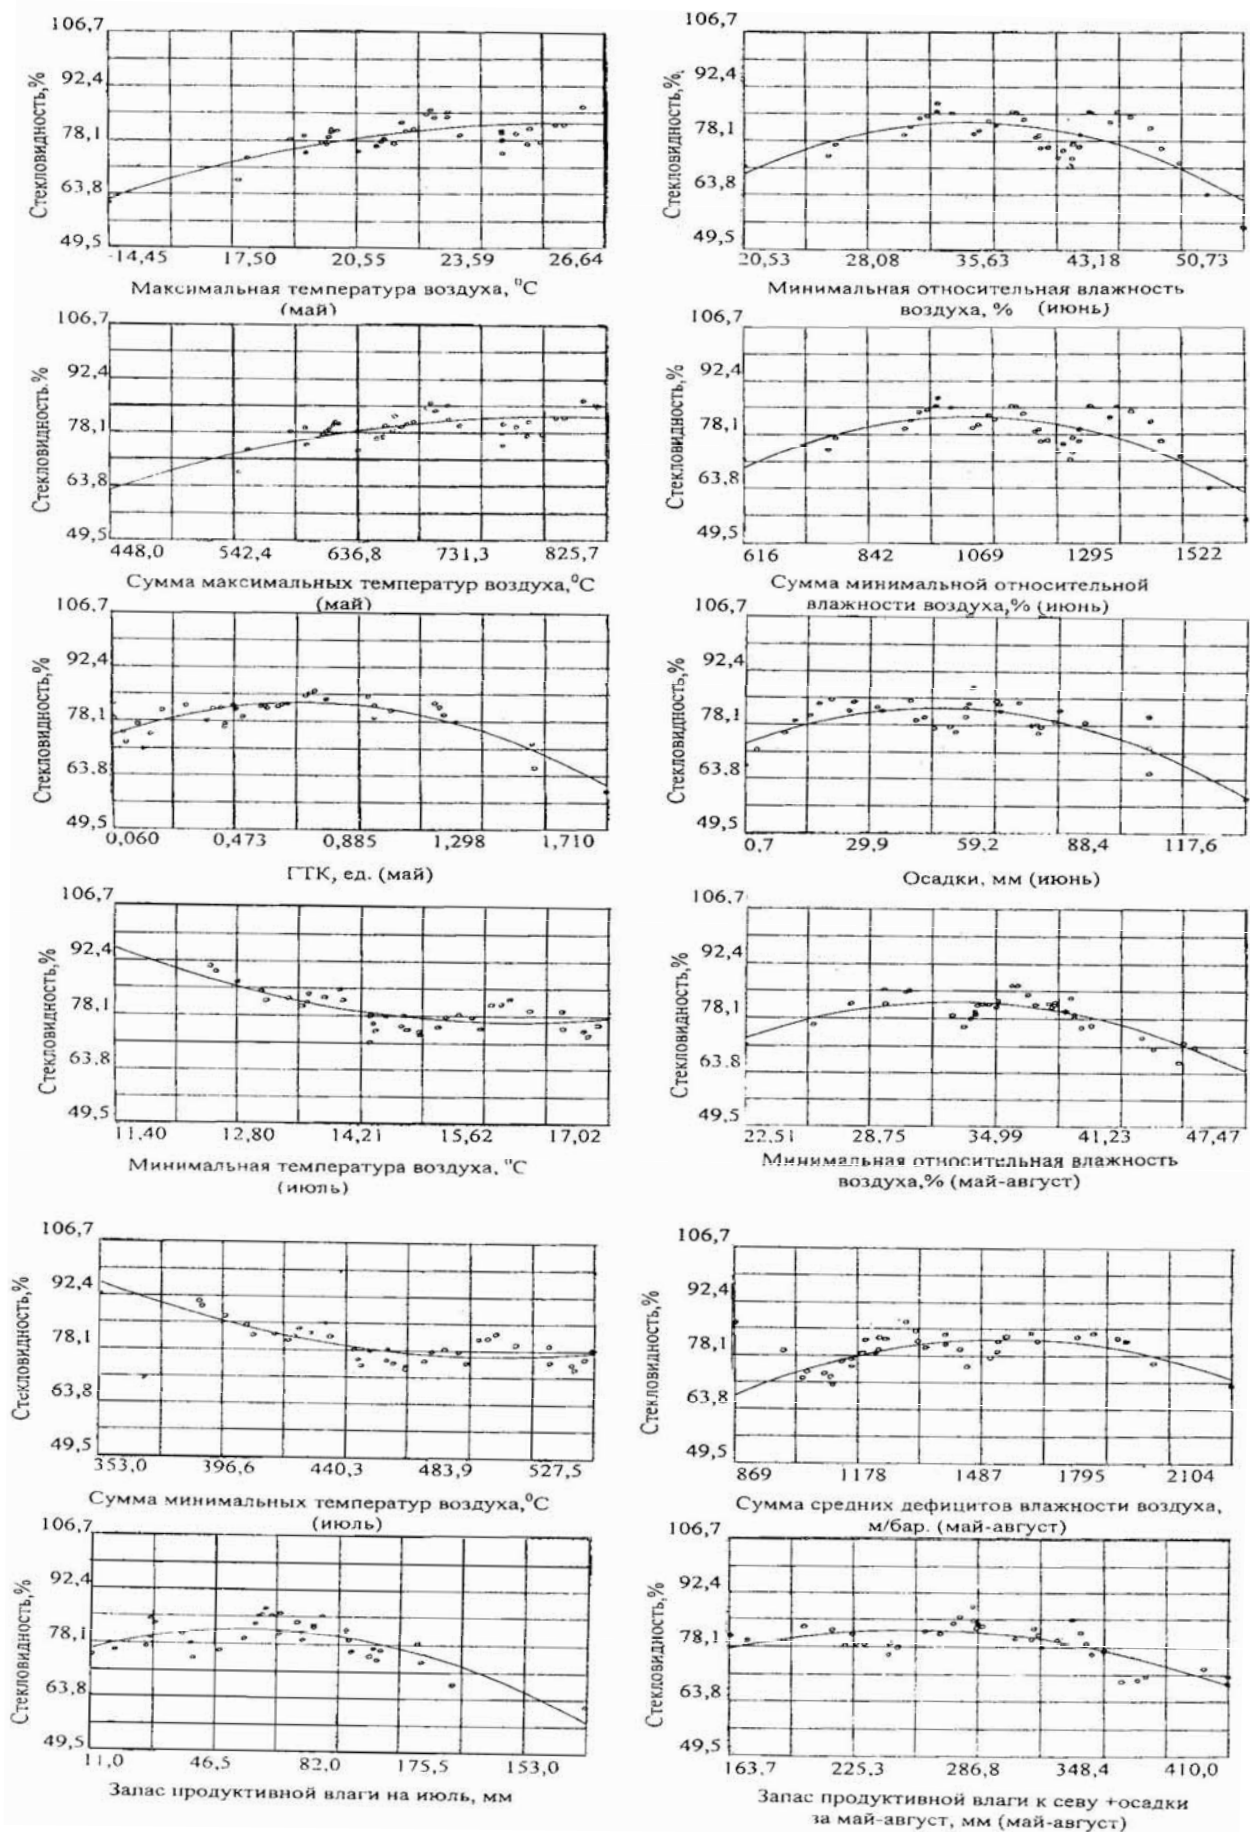 106,7
92,4
78,1
63,8
49,5
Стекловидность,%
14,45 17,50 20,55 23,59 26,64
Максимальная температура воздуха, ⁰С
(май)
106,7
92,4
78,1
63,8
49,5
Стекловидность,%
20,53 28,08 35,63 43,18 50,73
Минимальная относительная влажность
воздуха, % (июнь)
106,7
92,4
78,1
63,8
49,5
Стекловидность.%
448,0 542,4 636,8 731,3 825,7
Сумма максимальных температур воздуха,⁰С
(май)
106,7
92,4
78,1
63.8
49,5
Стекловидность,%
616 842 1069 1295 1522
Сумма минимальной относительной
влажности воздуха,% (июнь)
106,7
92,4
78,1
63.8
49,5
Стекловидность,%
0,060 0,473 0,885 1,298 1,710
ГТК, ед. (май)
106,7
92,4
78,1
63,8
49,5
Стекловидность,%
0,7 29,9 59,2 88,4 117,6
Осадки, мм (июнь)
106,7
92,4
78,1
63,8
49,5
Стекловидность,%
11,40 12,80 14,21 15,62 17,02
Минимальная температура воздуха, ⁰С
(июль)
106,7
92,4
78,1
63.8
49,5
Стекловидность,%
22,51 28,75 34,99 41,23 47,47
Минимальная относительная влажность
воздуха,% (май-август)
106,7
92,4
78,1
63,8
49,5
Стекловидность,%
353,0 396,6 440,3 483,9 527,5
Сумма минимальных температур воздуха,⁰С
(июль)
106,7
92,4
78,1
63,8
49,5
Стекловидность,%
869 1178 1487 1795 2104
Сумма средних дефицитов влажности воздуха,
м/бар. (май-август)
106,7
92,4
78,1
63,8
49,5
Стекловидность,%
11,0 46,5 82,0 175,5 153,0
Запас продуктивной влаги на июль, мм
106,7
92,4
78,1
63,8
49,5
Стекловидность,%
163,7 225,3 286,8 348,4 410,0
Запас продуктивной влаги к севу +осадки
за май-август, мм (май-август)